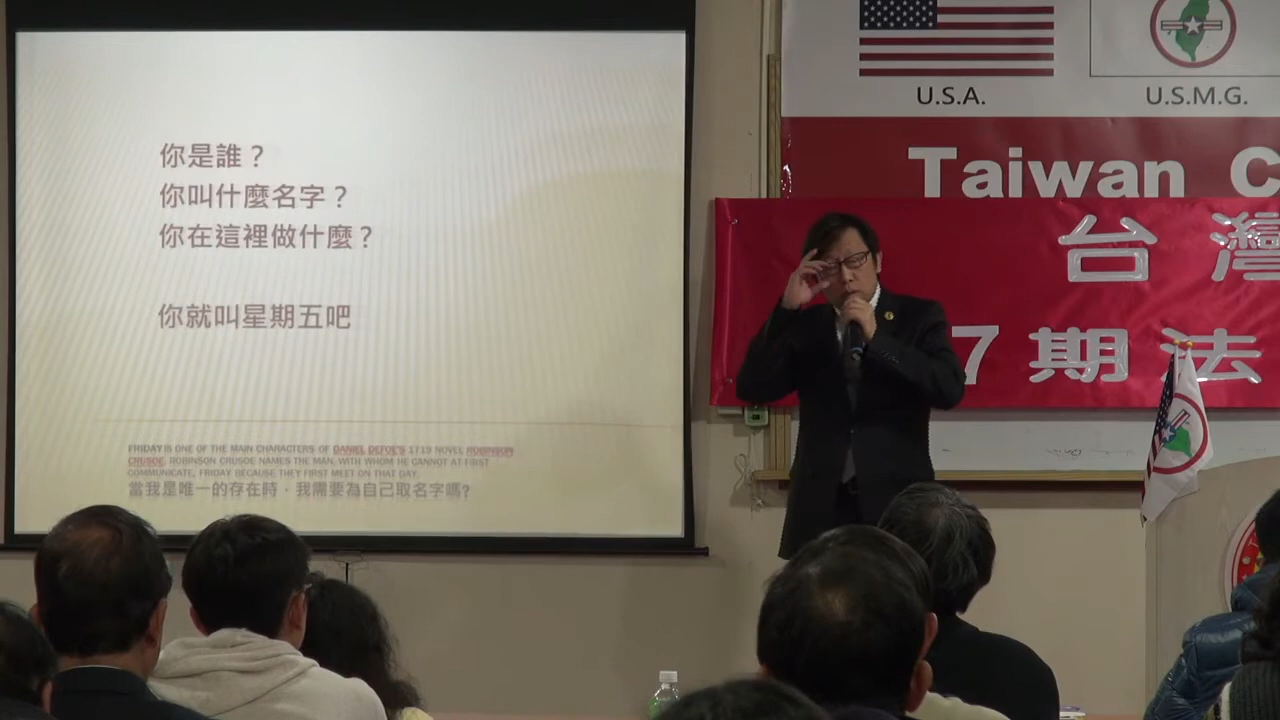 你是誰？
你叫什麼名字？
你在這裡做什麼？
你就叫星期五吧
FRIDAY IS ONE OF THE MAIN CHARACTERS OF DANIEL DEFOE'S 1719 NOVEL ROBINSON
CRUSOE. ROBINSON CRUSOE NAMES THE MAN, WITH WHOM HE CANNOT AT FIRST
COMMUNICATE, FRIDAY BECAUSE THEY FIRST MEET ON THAT DAY.
當我是唯一的存在時，我需要為自己取名字嗎?
U.S.A.
U.S.M.G.
Taiwan C
台灣
7期法